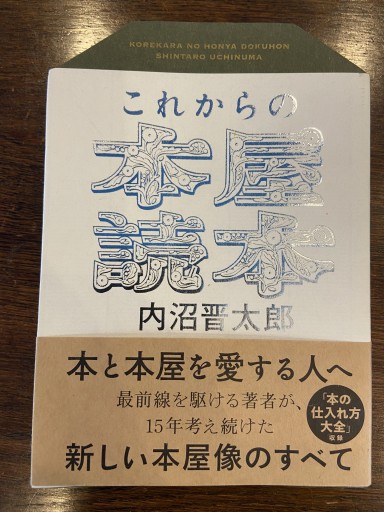 KOREKARA NO HONYA DOKUHON
SHINTARO UCHINUMA
これからの
本屋
読本
内沼晋太郎
本と本屋を愛する人へ
最前線を駆ける著者が、
15年考え続けた
新しい本屋像のすべて
「本の
仕入れ方
大全」
収録